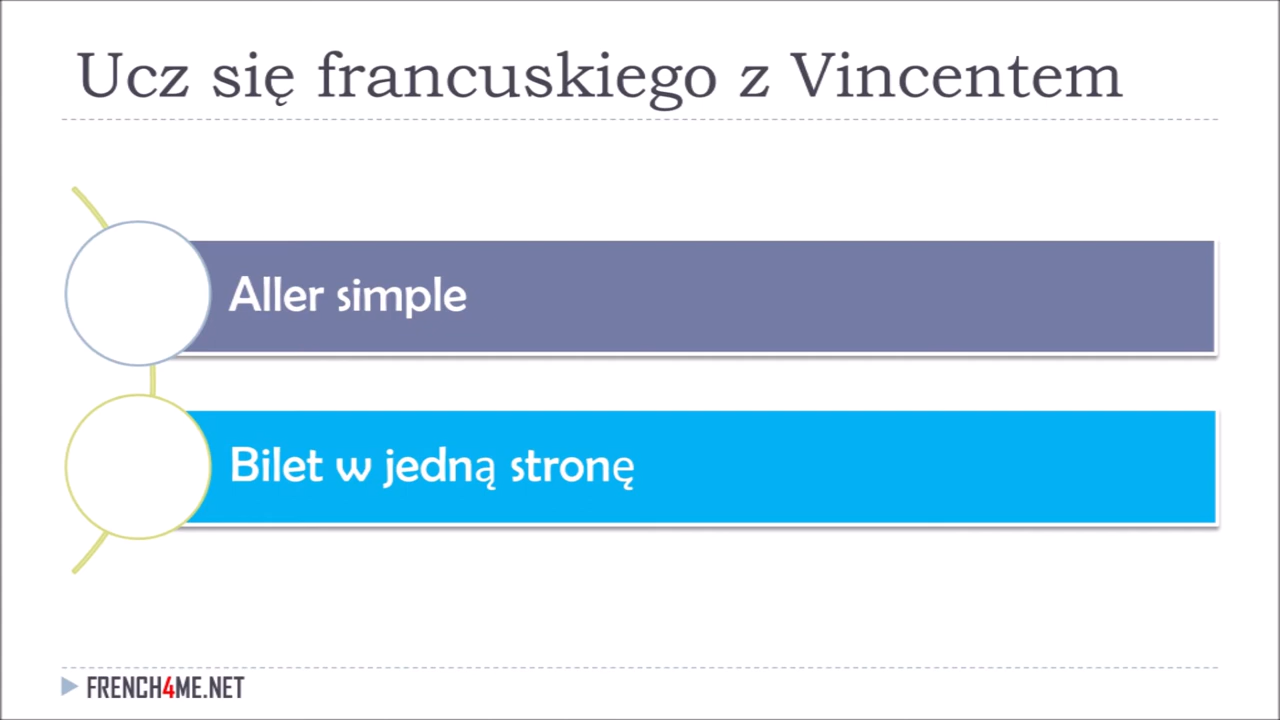 Ucz się francuskiego z Vincentem
Aller simple
Bilet w jedną stronę
FRENCH4ME.NET